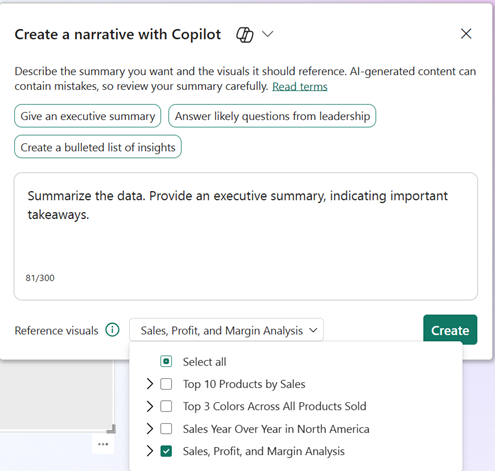 Create a narrative with Copilot
Describe the summary you want and the visuals it should reference. AI-generated content can
contain mistakes, so review your summary carefully. Read terms
Give an executive summary
Answer likely questions from leadership
Create a bulleted list of insights
Summarize the data. Provide an executive summary, indicating important
takeaways.
81/300
Reference visuals
Sales, Profit, and Margin Analysis
Create
Select all
Top 10 Products by Sales
Top 3 Colors Across All Products Sold
Sales Year Over Year in North America
Sales, Profit, and Margin Analysis